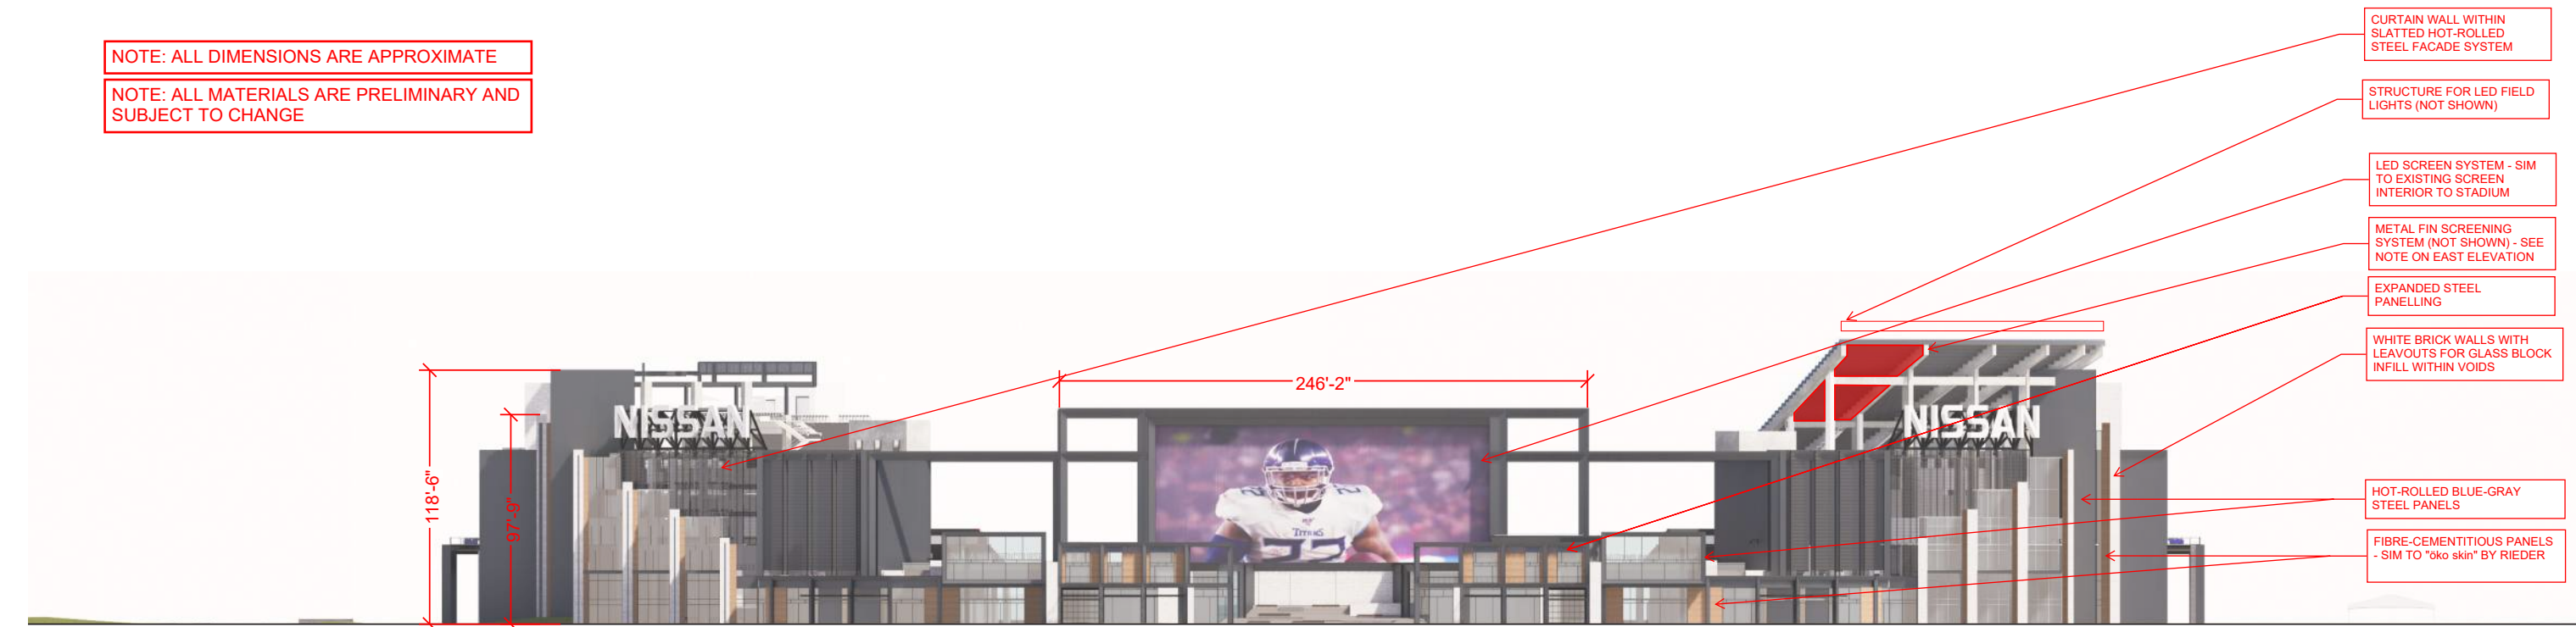 NOTE: ALL DIMENSIONS ARE APPROXIMATE
NOTE: ALL MATERIALS ARE PRELIMINARY AND
SUBJECT TO CHANGE
CURTAIN WALL WITHIN
SLATTED HOT-ROLLED
STEEL FACADE SYSTEM
STRUCTURE FOR LED FIELD
LIGHTS (NOT SHOWN)
LED SCREEN SYSTEM - SIM
TO EXISTING SCREEN
INTERIOR TO STADIUM
METAL FIN SCREENING
SYSTEM (NOT SHOWN) - SEE
NOTE ON EAST ELEVATION
EXPANDED STEEL
PANELLING
WHITE BRICK WALLS WITH
LEAVOUTS FOR GLASS BLOCK
INFILL WITHIN VOIDS
HOT-ROLLED BLUE-GRAY
STEEL PANELS
FIBRE-CEMENTITIOUS PANELS
- SIM TO "öko skin" BY RIEDER
118'-6"
97'-9"
246'-2"
NISSAN
NISSAN
TITANS
22